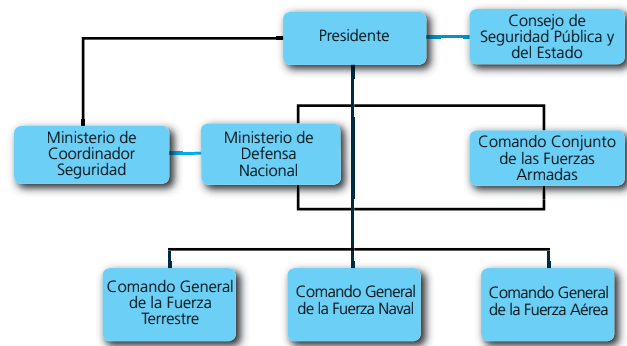 Presidente
Consejo de
Seguridad Pública y
del Estado
Ministerio de
Coordinador
Seguridad
Ministerio de
Defensa
Nacional
Comando Conjunto
de las Fuerzas
Armadas
Comando General
de la Fuerza
Terrestre
Comando General
de la Fuerza Naval
Comando General
de la Fuerza Aérea